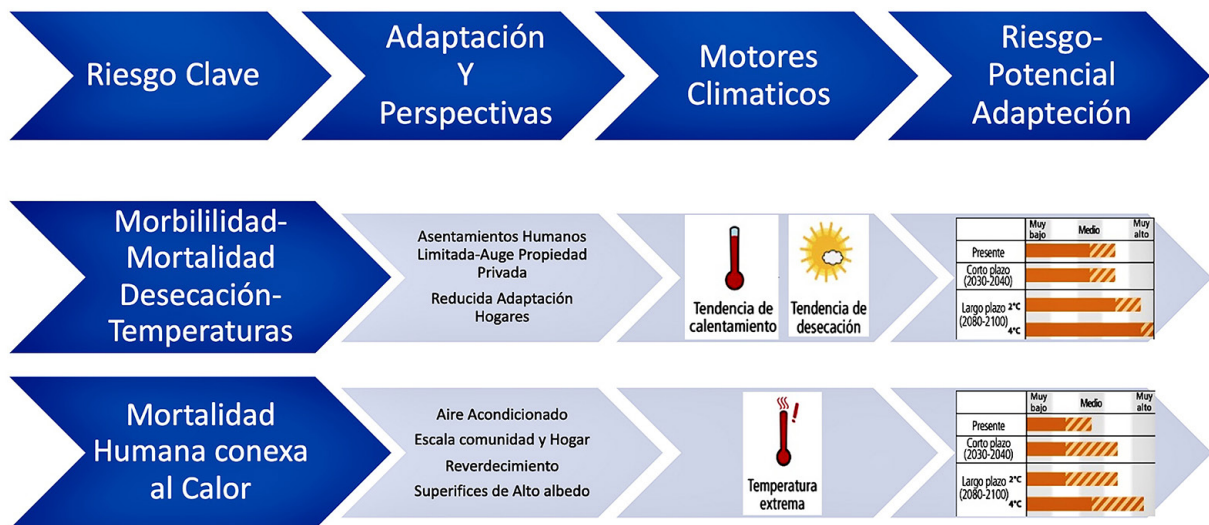 Riesgo Clave
Adaptación
Y
Perspectivas
Motores
Climaticos
Riesgo-
Potencial
Adapteción
Morbililidad-
Mortalidad
Desecación-
Temperaturas
Asentamientos Humanos
Limitada-Auge Propiedad
Privada
Reducida Adaptación
Hogares
Tendencia de
calentamiento
Tendencia de
desecación
Muy
bajo
Medio
Muy
alto
Presente
Corto plazo
(2030-2040)
Largo plazo 2°C
(2080-2100)
4°C
Mortalidad
Humana conexa
al Calor
Aire Acondicionado
Escala comunidad y Hogar
Reverdecimiento
Superifices de Alto albedo
!
Temperatura
extrema
Muy
bajo
Medio
Muy
alto
Presente
Corto plazo
(2030-2040)
Largo plazo 2°C
(2080-2100)
4°C